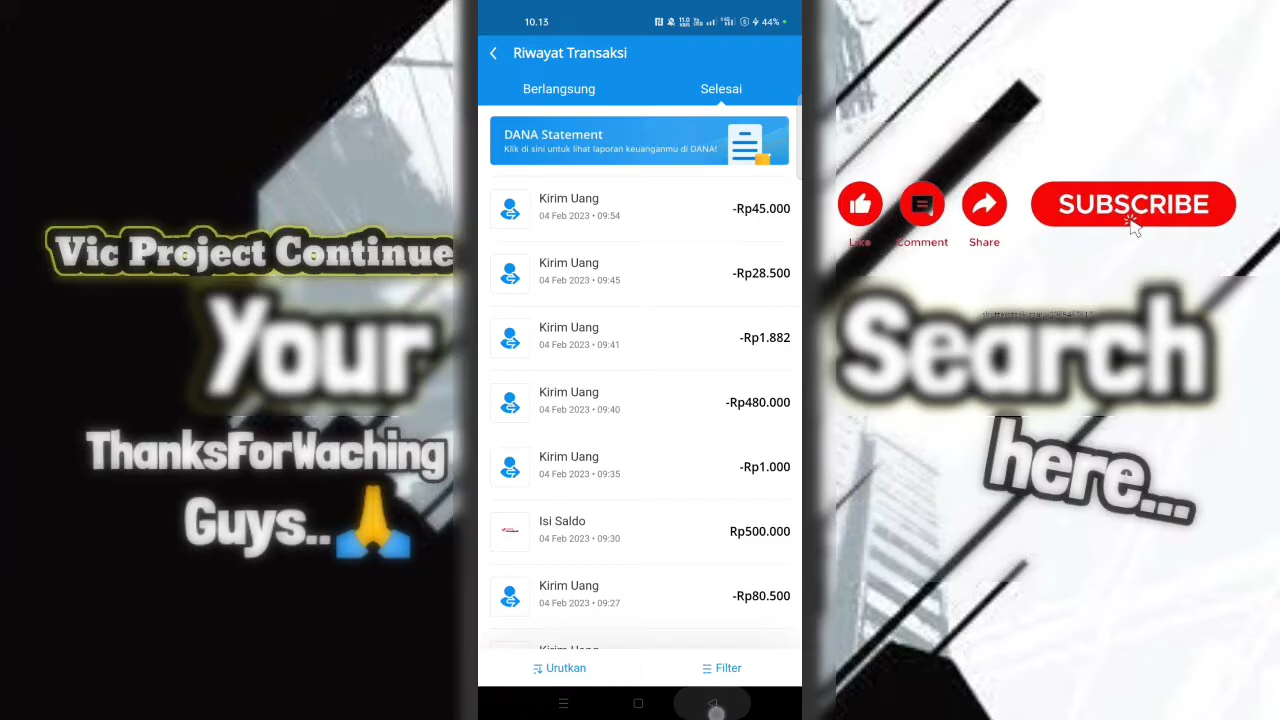 10.13
44%
Riwayat Transaksi
Berlangsung
Selesai
DANA Statement
Klik di sini untuk lihat laporan keuanganmu di DANA!
Kirim Uang
-Rp45.000
04 Feb 2023 • 09:54
Kirim Uang
-Rp28.500
04 Feb 2023 • 09:45
Kirim Uang
-Rp1.882
04 Feb 2023 • 09:41
Kirim Uang
-Rp480.000
04 Feb 2023 • 09:40
Kirim Uang
-Rp1.000
04 Feb 2023 • 09:35
Isi Saldo
Rp500.000
04 Feb 2023 • 09:30
Kirim Uang
-Rp80.500
04 Feb 2023 • 09:27
Urutkan
Filter
Vic Project Continue
Your
ThanksForWaching
Guys..🙏
SUBSCRIBE
Like
Comment
Share
Search
here...